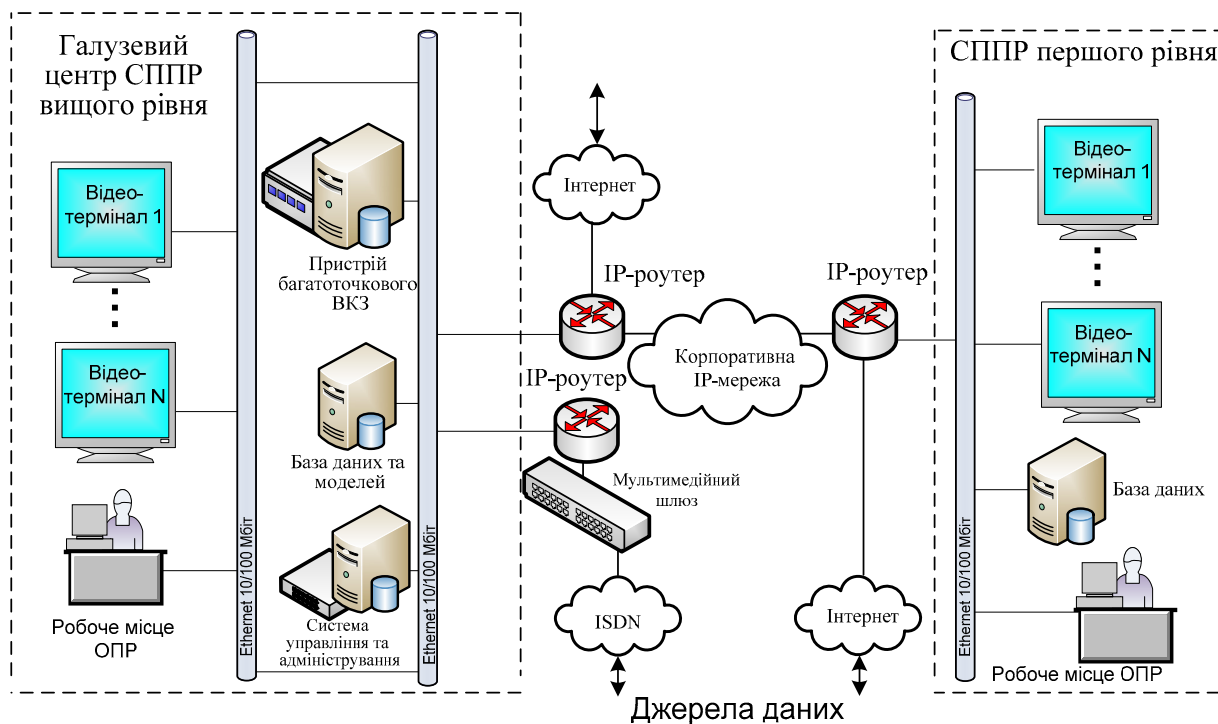 Галузевий
центр СППР
вищого рівня
Відео-
термінал 1
Відео-
термінал N
Робоче місце
ОПР
Ethernet 10/100 Мбіт
Пристрій
багатоточкового
ВКЗ
База даних та
моделей
Система
управління та
адміністрування
Ethernet 10/100 Мбіт
Інтернет
IP-роутер
IP-роутер
Мультимедійний
шлюз
ISDN
Корпоративна
IP-мережа
IP-роутер
Інтернет
Джерела даних
СППР першого рівня
Ethernet 10/100 Мбіт
Відео-
термінал 1
Відео-
термінал N
База даних
Робоче місце ОПР